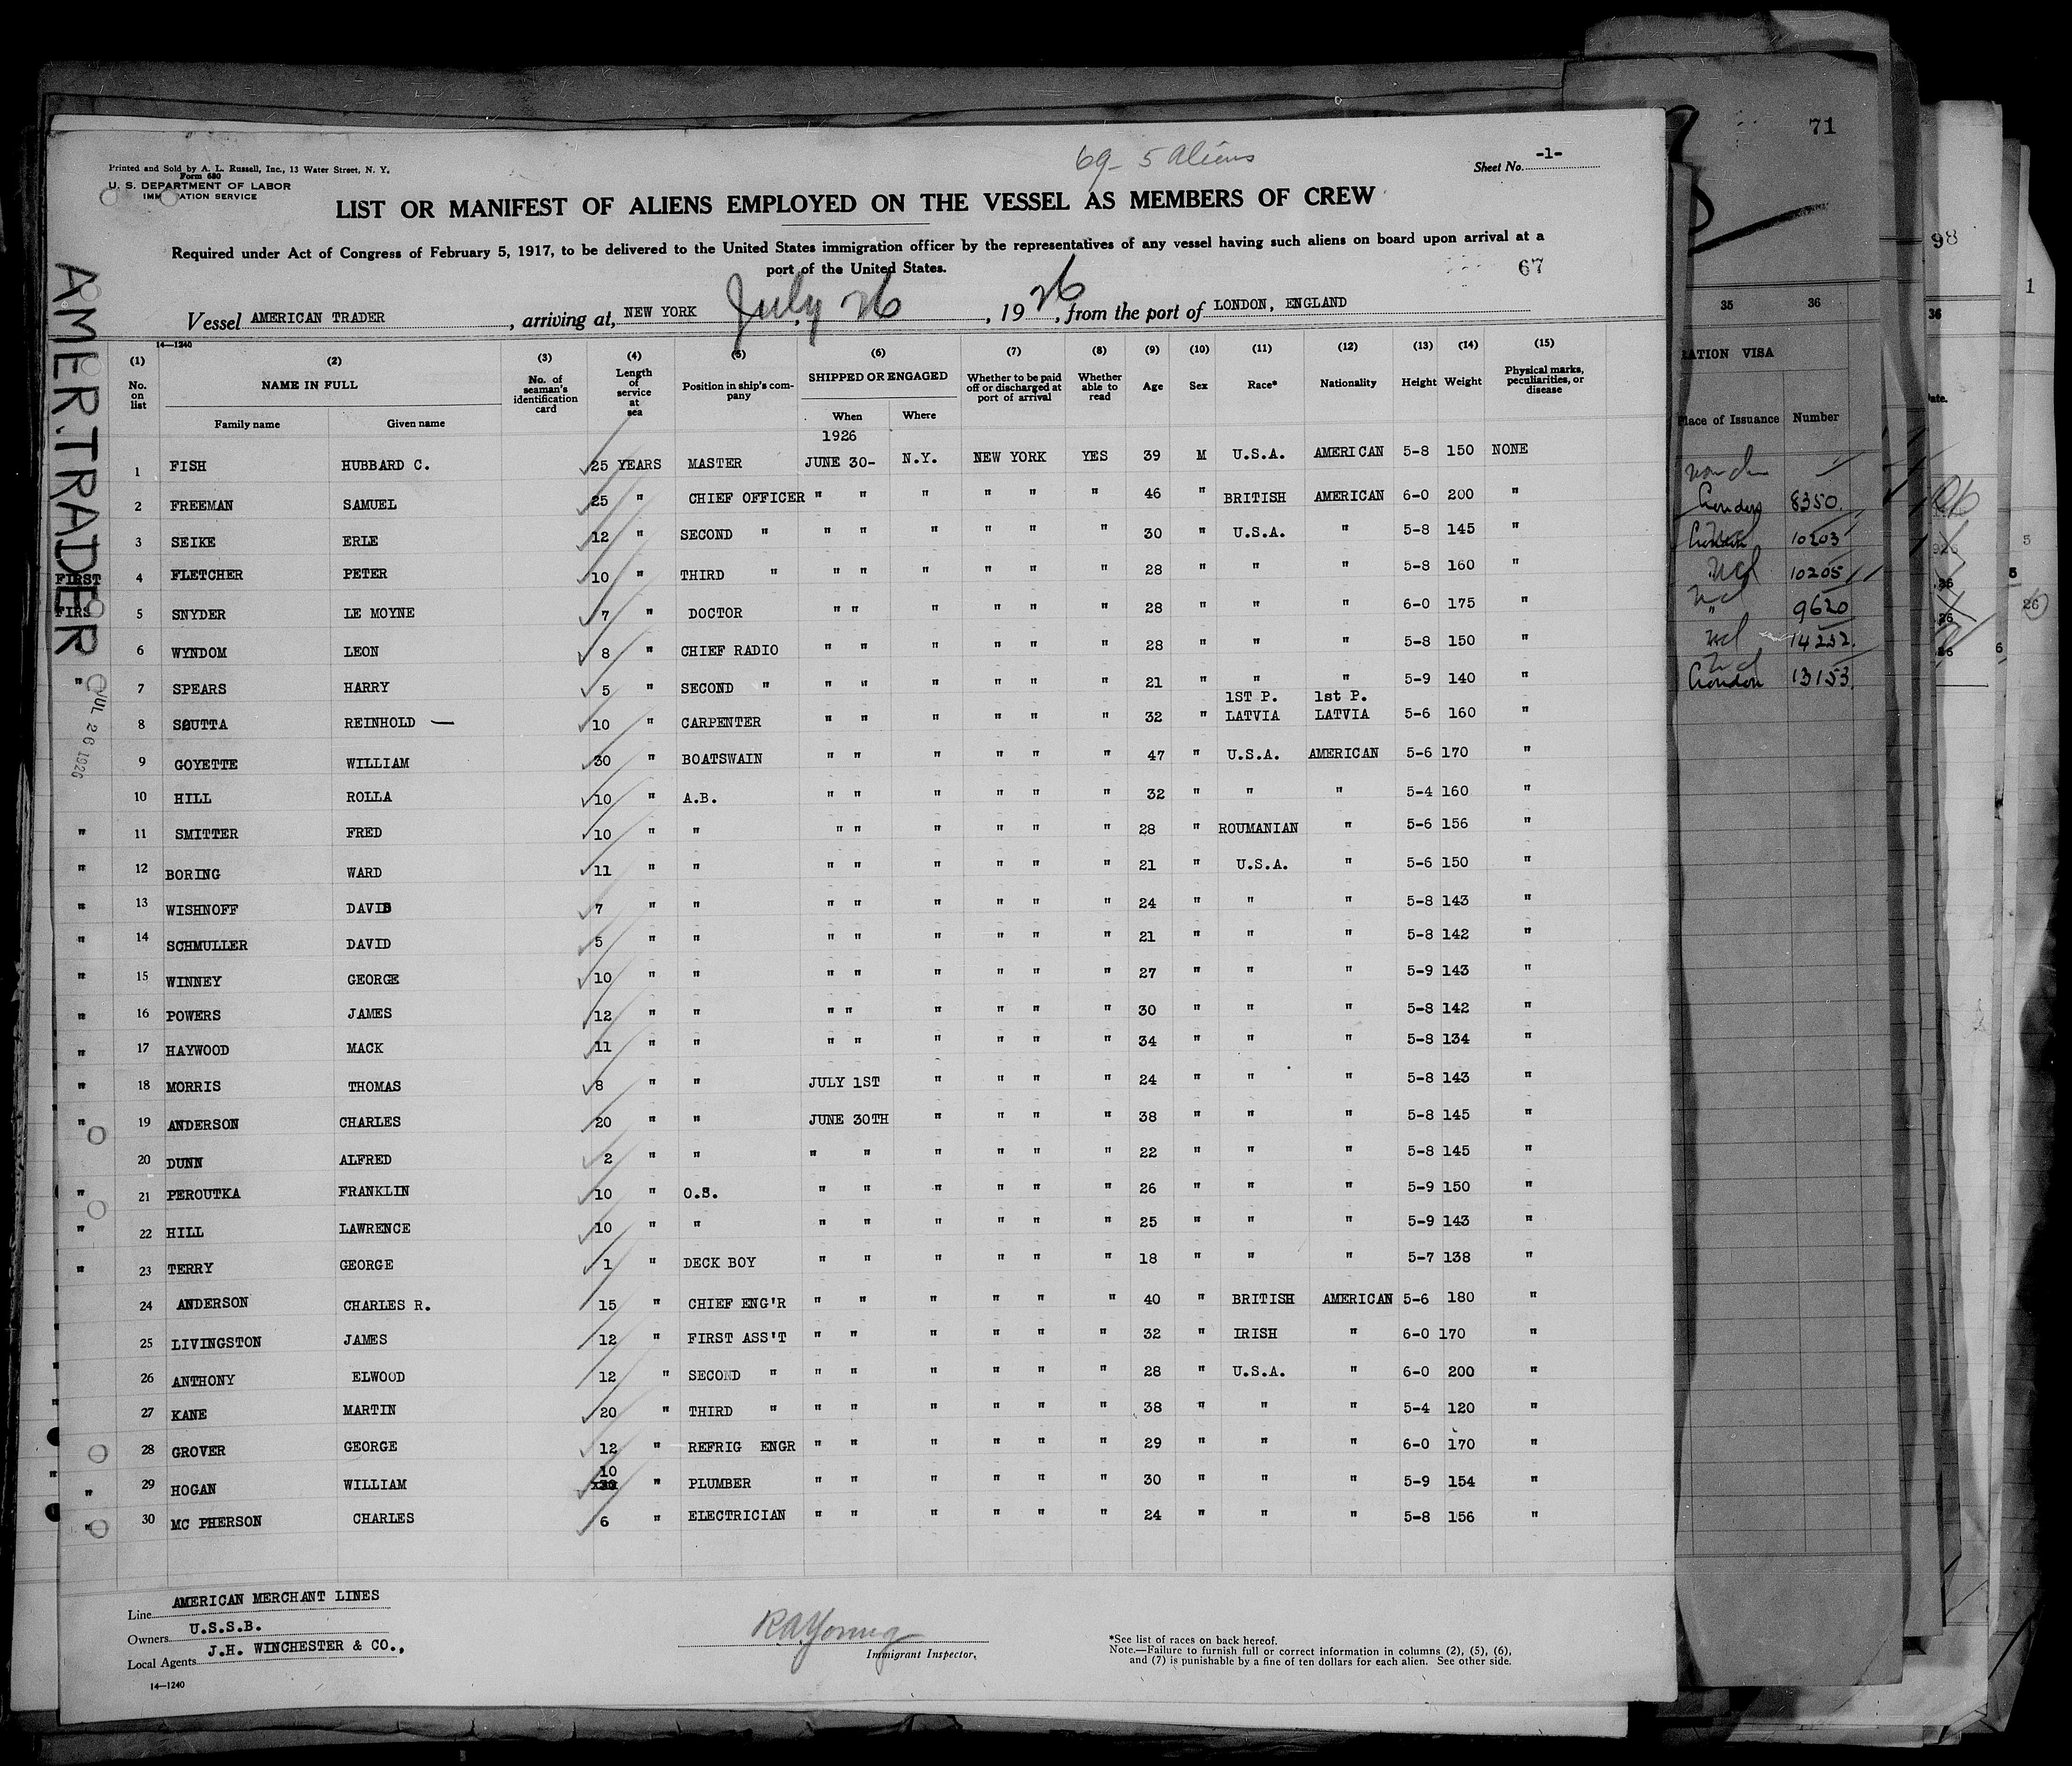 69- 5 Aliens
Printed and Sold by A. L. Russell, Inc., 13 Water Street, N. Y.
Form 680
U. S. DEPARTMENT OF LABOR
IMM ATION SERVICE
Sheet No. -1-
LIST OR MANIFEST OF ALIENS EMPLOYED ON THE VESSEL AS MEMBERS OF CREW
Required under Act of Congress of February 5, 1917, to be delivered to the United States immigration officer by the representatives of any vessel having such aliens on board upon arrival at a
port of the United States.
67
Vessel AMERICAN TRADER, arriving at, NEW YORK July 26, 1926, from the port of LONDON, ENGLAND
14—1240
(1) (2) (3) (4) (5) (6) (7) (8) (9) (10) (11) (12) (13) (14) (15)
No. on list NAME IN FULL No. of seaman's identification card Length of service at sea Position in ship's company SHIPPED OR ENGAGED Whether to be paid off or discharged at port of arrival Whether able to read Age Sex Race* Nationality Height Weight Physical marks, peculiarities, or disease
Family name Given name When Where
1926
1 FISH HUBBARD C. 25 YEARS MASTER JUNE 30- N.Y. NEW YORK YES 39 M U.S.A. AMERICAN 5-8 150 NONE
2 FREEMAN SAMUEL 25 " CHIEF OFFICER " " " " " " 46 " BRITISH AMERICAN 6-0 200 "
3 SEIKE ERLE 12 " SECOND " " " " " " " 30 " U.S.A. " 5-8 145 "
FIRST 4 FLETCHER PETER 10 " THIRD " " " " " " " 28 " " " 5-8 160 "
FIRS 5 SNYDER LE MOYNE 7 " DOCTOR " " " " " " 28 " " " 6-0 175 "
6 WYNDOM LEON 8 " CHIEF RADIO " " " " " " 28 " " " 5-8 150 "
" 7 SPEARS HARRY 5 " SECOND " " " " " " " 21 " " " 5-9 140 "
1ST P. 1st P.
8 SCUTTA REINHOLD — 10 " CARPENTER " " " " " " 32 " LATVIA LATVIA 5-6 160 "
9 GOYETTE WILLIAM 30 " BOATSWAIN " " " " " " 47 " U.S.A. AMERICAN 5-6 170 "
10 HILL ROLLA 10 " A.B. " " " " " " 32 " " " 5-4 160 "
" 11 SMITTER FRED 10 " " " " " " " " 28 " ROUMANIAN " 5-6 156 "
" 12 BORING WARD 11 " " " " " " " " 21 " U.S.A. " 5-6 150 "
" 13 WISHNOFF DAVID 7 " " " " " " " " 24 " " " 5-8 143 "
" 14 SCHMULLER DAVID 5 " " " " " " " " 21 " " " 5-8 142 "
" 15 WINNEY GEORGE 10 " " " " " " " " 27 " " " 5-9 143 "
" 16 POWERS JAMES 12 " " " " " " " " 30 " " " 5-8 142 "
" 17 HAYWOOD MACK 11 " " " " " " " " 34 " " " 5-8 134 "
" 18 MORRIS THOMAS 8 " " JULY 1ST " " " " 24 " " " 5-8 143 "
" 19 ANDERSON CHARLES 20 " " JUNE 30TH " " " " 38 " " " 5-8 145 "
20 DUNN ALFRED 2 " " " " " " " " 22 " " " 5-8 145 "
" 21 PEROUTKA FRANKLIN 10 " O.S. " " " " " " 26 " " " 5-9 150 "
" 22 HILL LAWRENCE 10 " " " " " " " " 25 " " " 5-9 143 "
" 23 TERRY GEORGE 1 " DECK BOY " " " " " " 18 " " " 5-7 138 "
24 ANDERSON CHARLES R. 15 " CHIEF ENG'R " " " " " " 40 " BRITISH AMERICAN 5-6 180 "
25 LIVINGSTON JAMES 12 " FIRST ASS'T " " " " " " 32 " IRISH " 6-0 170 "
26 ANTHONY ELWOOD 12 " SECOND " " " " " " " 28 " U.S.A. " 6-0 200 "
27 KANE MARTIN 20 " THIRD " " " " " " " 38 " " " 5-4 120 "
28 GROVER GEORGE 12 " REFRIG ENGR " " " " " " 29 " " " 6-0 170 "
" 29 HOGAN WILLIAM 10 " PLUMBER " " " " " " 30 " " " 5-9 154 "
" 30 MC PHERSON CHARLES 6 " ELECTRICIAN " " " " " " 24 " " " 5-8 156 "
Line AMERICAN MERCHANT LINES
Owners U.S.S.B.
Local Agents J.H. WINCHESTER & CO.,
14—1240
RAYoung
Immigrant Inspector.
*See list of races on back hereof.
Note.—Failure to furnish full or correct information in columns (2), (5), (6),
and (7) is punishable by a fine of ten dollars for each alien. See other side.
AMER.TRADER
JUL 26 1926
71
35 36
RATION VISA
Place of Issuance Number
London 8350
London 10203
10205
" 9620
14252
London 13153
98
36
1
5
6
26
6